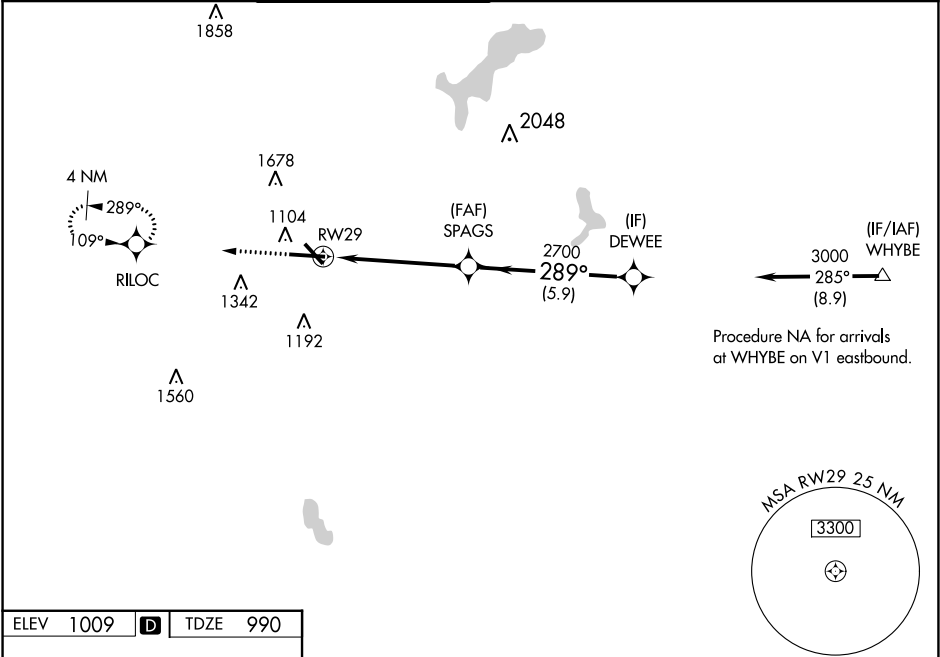 1858
2048
1678
4 NM
289°
109°
RILOC
1104
RW29
1342
1192
1560
(FAF)
SPAGS
(IF)
DEWEE
2700
289°
(5.9)
(IF/IAF)
WHYBE
3000
285°
(8.9)
Procedure NA for arrivals
at WHYBE on V1 eastbound.
MSA RW29 25 NM
3300
ELEV 1009 D TDZE 990